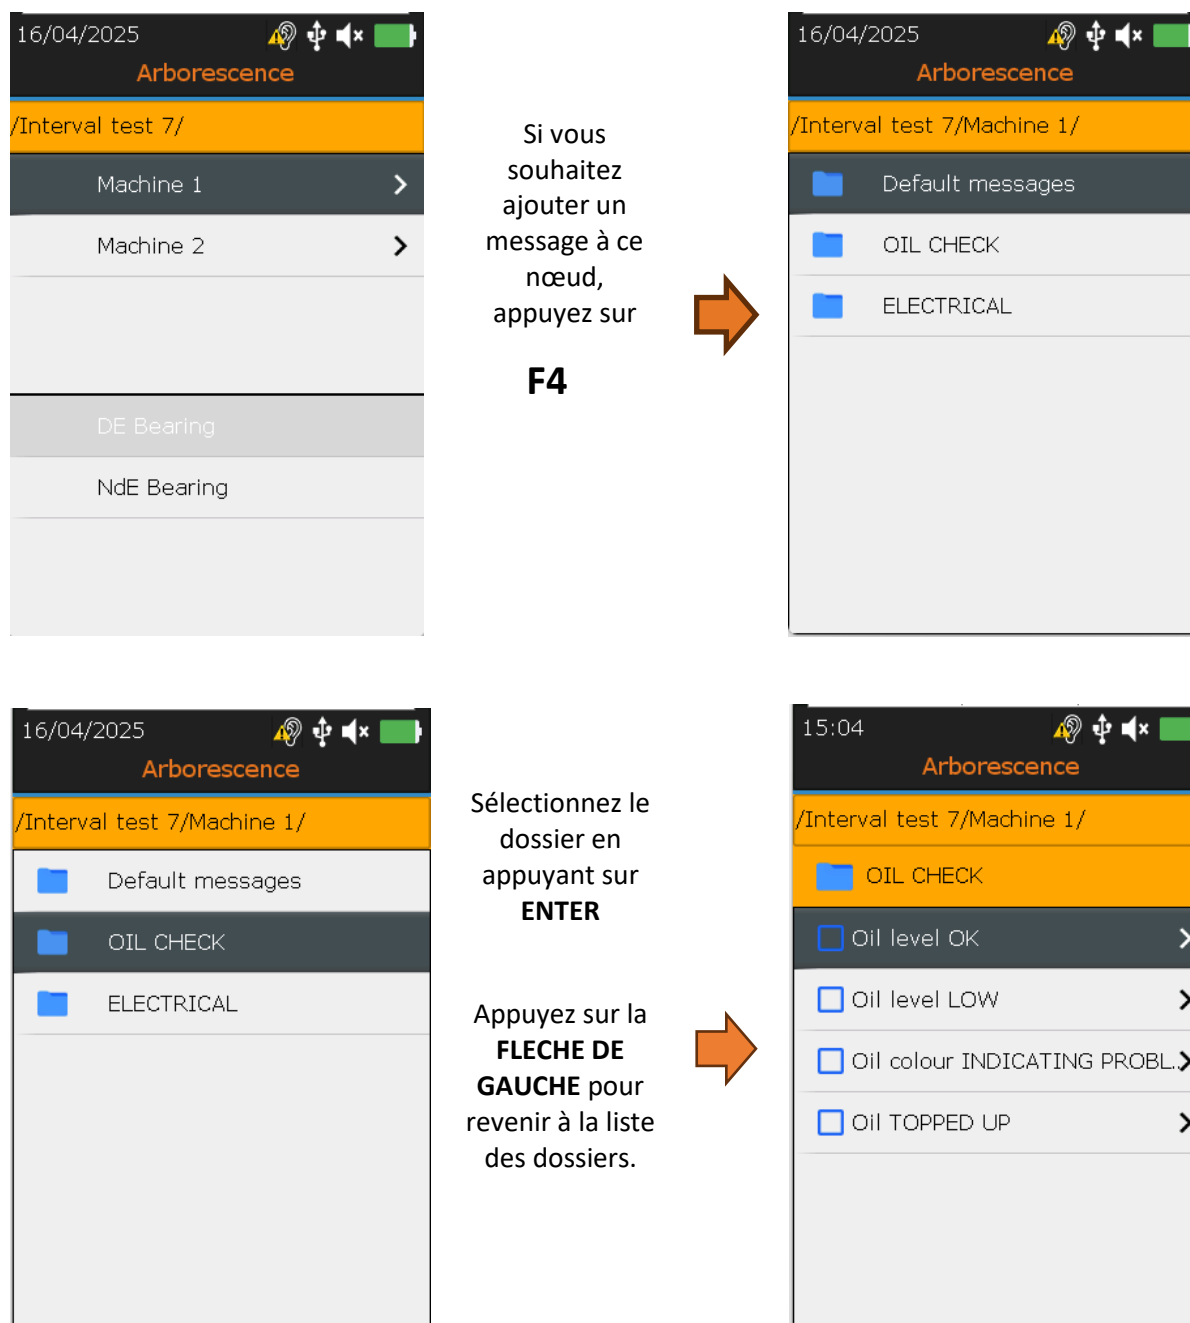 16/04/2025
Arborescence
/Interval test 7/
Machine 1
Machine 2
DE Bearing
NdE Bearing
Si vous
souhaitez
ajouter un
message à ce
nœud,
appuyez sur
F4
16/04/2025
Arborescence
/Interval test 7/Machine 1/
Default messages
OIL CHECK
ELECTRICAL
16/04/2025
Arborescence
/Interval test 7/Machine 1/
Default messages
OIL CHECK
ELECTRICAL
Sélectionnez le
dossier en
appuyant sur
ENTER
Appuyez sur la
FLECHE DE
GAUCHE pour
revenir à la liste
des dossiers.
15:04
Arborescence
/Interval test 7/Machine 1/
OIL CHECK
Oil level OK
Oil level LOW
Oil colour INDICATING PROBL..
Oil TOPPED UP